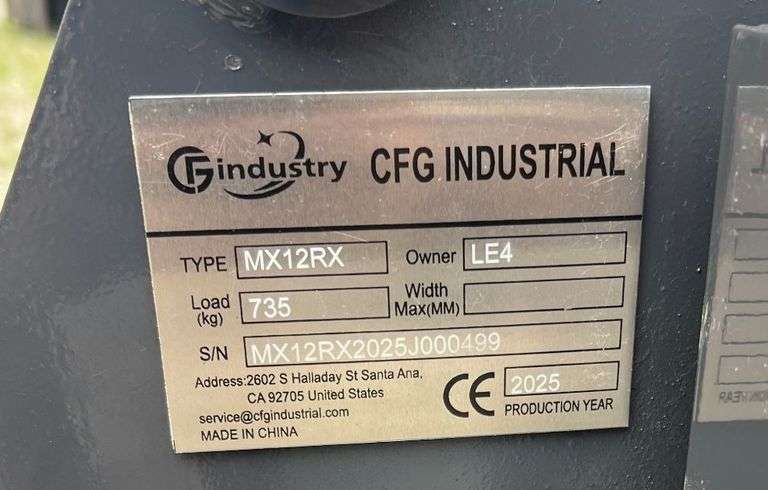 CFindustry CFG INDUSTRIAL
TYPE MX12RX Owner LE4
Load (kg) 735 Width Max(MM)
S/N MX12RX2025J000499
Address:2602 S Halladay St Santa Ana,
CA 92705 United States
service@cfgindustrial.com
MADE IN CHINA
CE 2025
PRODUCTION YEAR